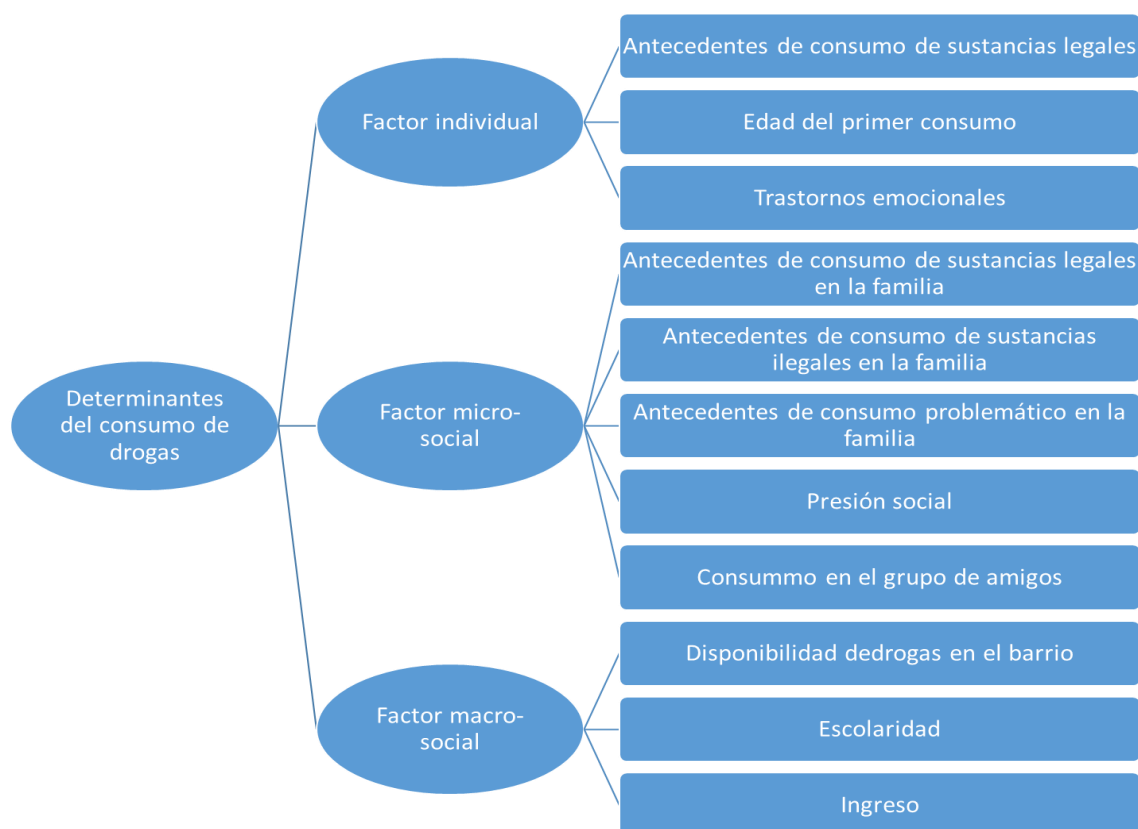 Determinantes
del consumo de
drogas
Factor individual
Antecedentes de consumo de sustancias legales
Edad del primer consumo
Trastornos emocionales
Factor micro-
social
Antecedentes de consumo de sustancias legales
en la familia
Antecedentes de consumo de sustancias
ilegales en la familia
Antecedentes de consumo problemático en la
familia
Presión social
Consummo en el grupo de amigos
Factor macro-
social
Disponibilidad dedrogas en el barrio
Escolaridad
Ingreso